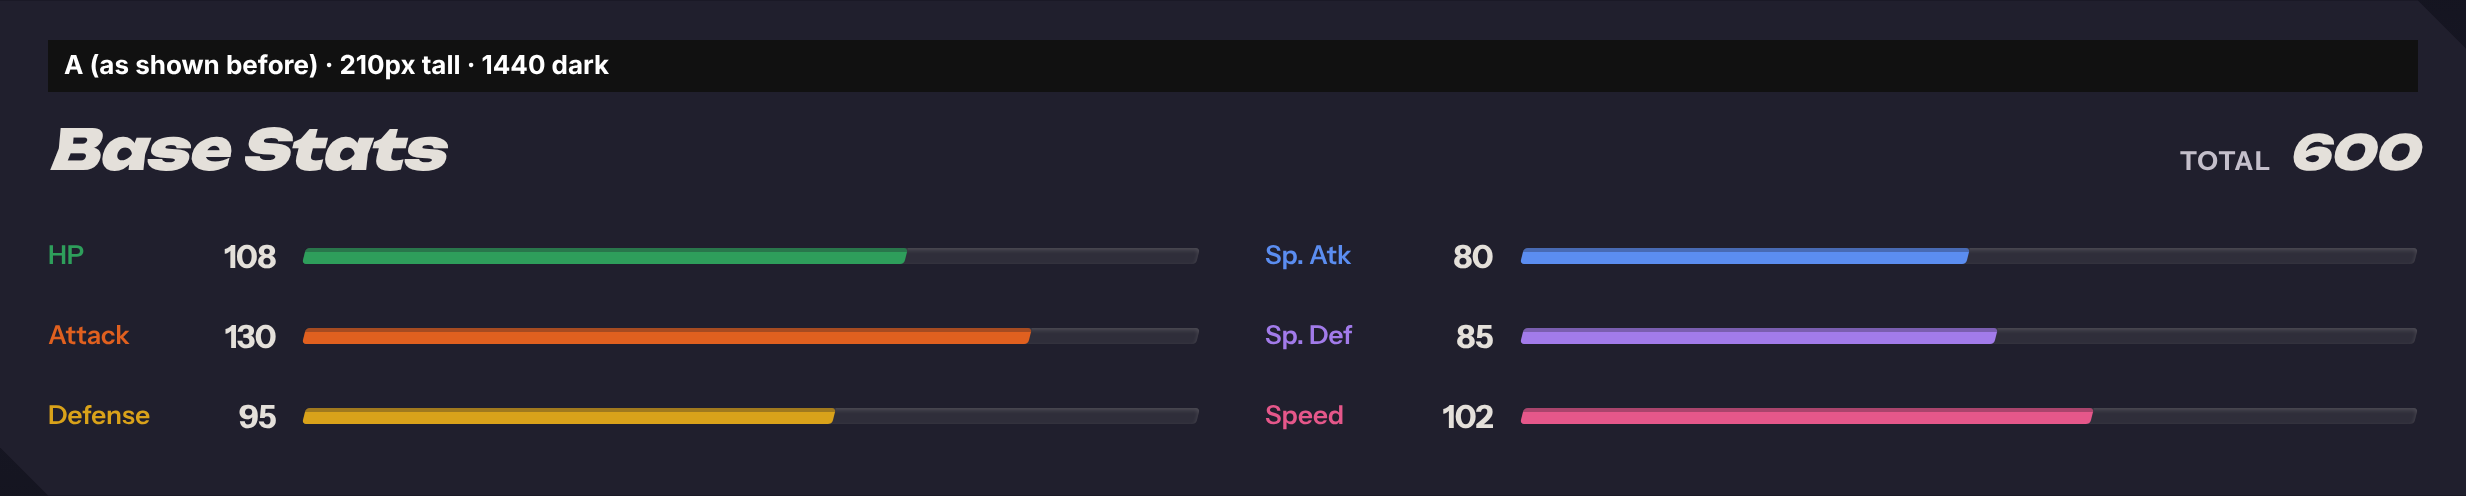 A (as shown before) · 210px tall · 1440 dark
Base Stats
TOTAL 600
HP 108
Attack 130
Defense 95
Sp. Atk 80
Sp. Def 85
Speed 102